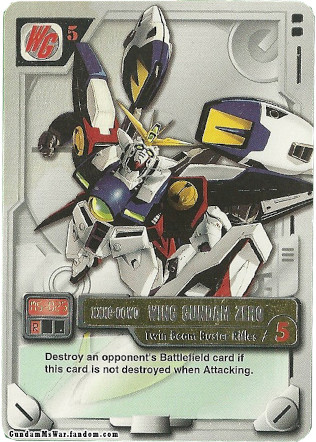 WG 5
XXXG-00W0 WING GUNDAM ZERO
Twin Beam Buster Rifles
5
Destroy an opponent's Battlefield card if
this card is not destroyed when Attacking.
GundamMsWar.fandom.com